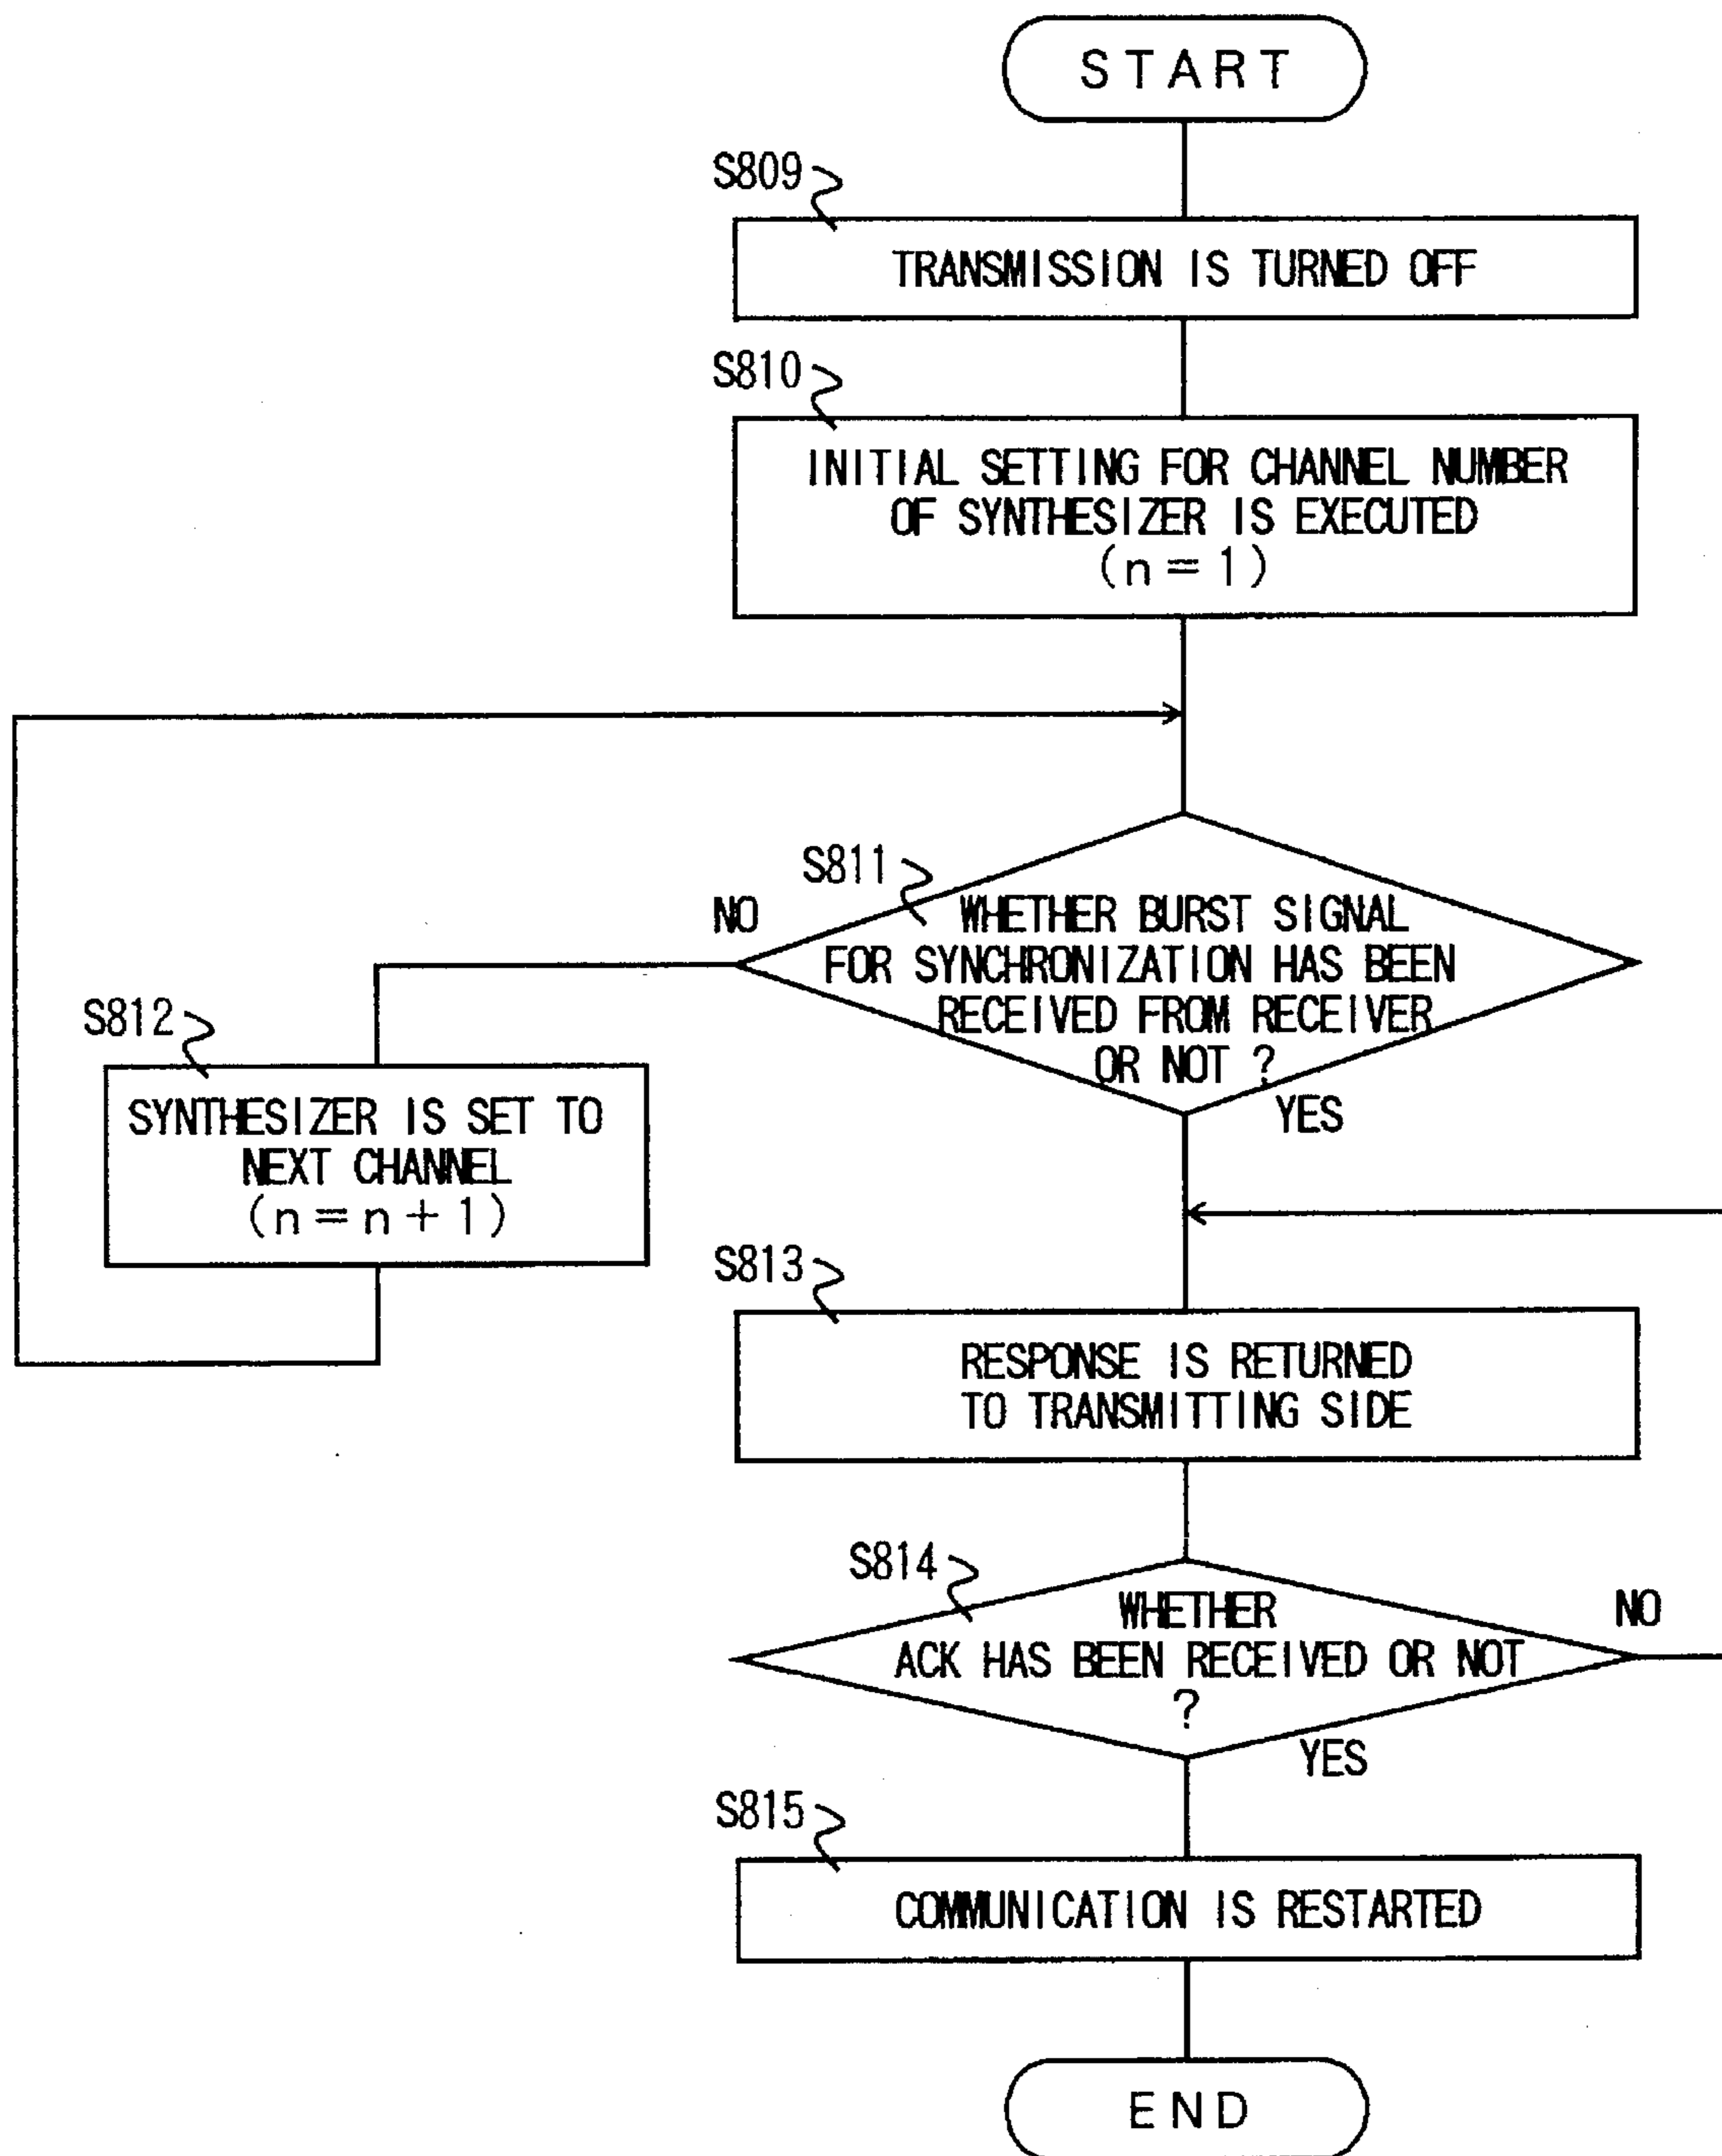 START
S809
TRANSMISSION IS TURNED OFF
S810
INITIAL SETTING FOR CHANNEL NUMBER
OF SYNTHESIZER IS EXECUTED
(n=1)
S811
NO
WHETHER BURST SIGNAL
FOR SYNCHRONIZATION HAS BEEN
RECEIVED FROM RECEIVER
OR NOT ?
YES
S812
SYNTHESIZER IS SET TO
NEXT CHANNEL
(n=n+1)
S813
RESPONSE IS RETURNED
TO TRANSMITTING SIDE
S814
WHETHER
ACK HAS BEEN RECEIVED OR NOT
?
NO
YES
S815
COMMUNICATION IS RESTARTED
END